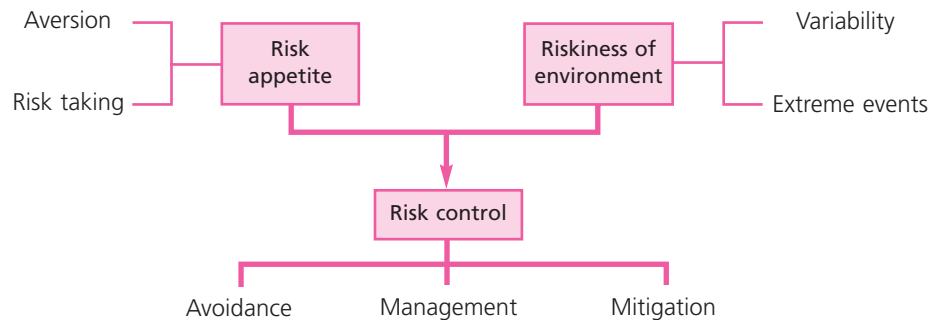 Aversion
Risk taking
Risk
appetite
Riskiness of
environment
Variability
Extreme events
Risk control
Avoidance
Management
Mitigation